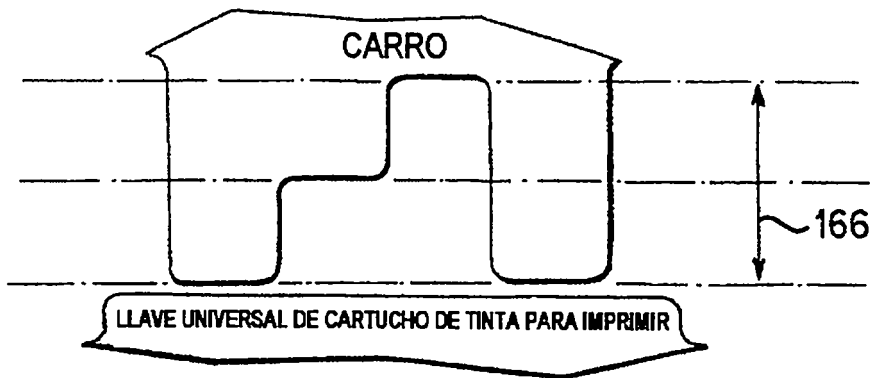 CARRO
166
LLAVE UNIVERSAL DE CARTUCHO DE TINTA PARA IMPRIMIR